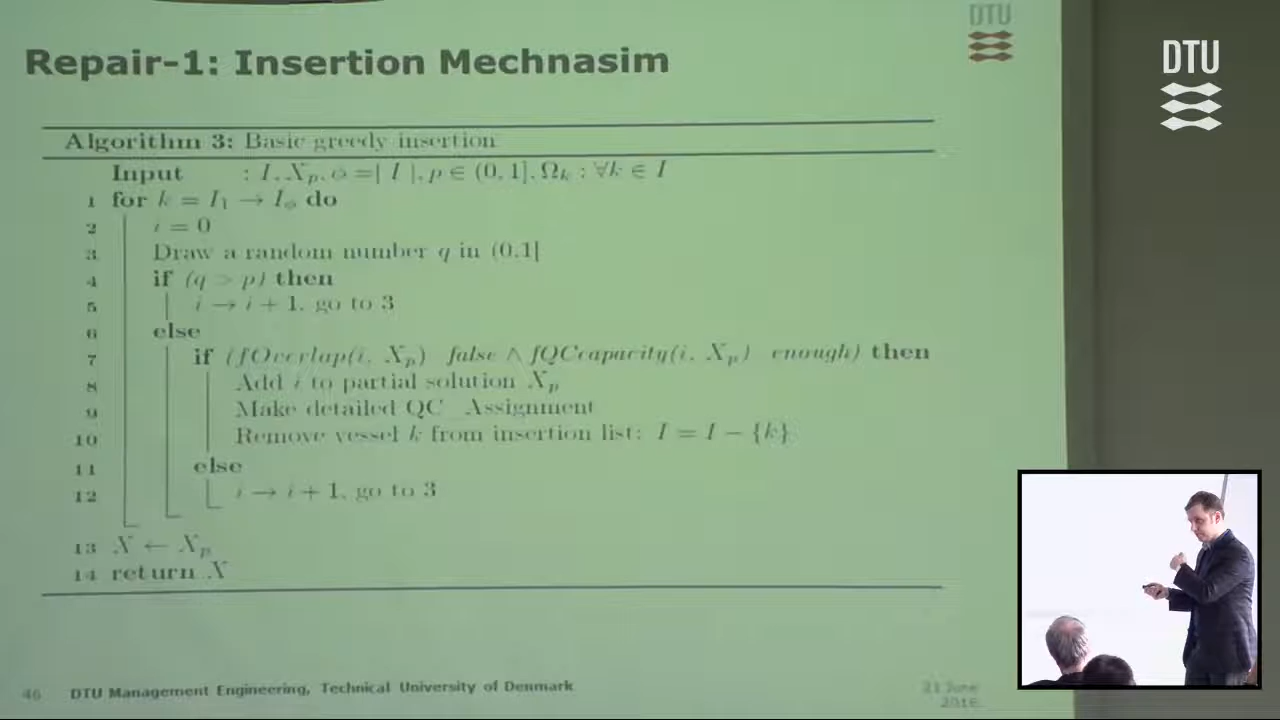 DTU
DTU
Repair-1: Insertion Mechnasim
Algorithm 3: Basic greedy insertion
Input : I, X_p, φ =| I |, p ∈ (0, 1], Ω_k : ∀k ∈ I
1 for k = I_1 → I_φ do
2 i = 0
3 Draw a random number q in (0,1]
4 if (q > p) then
5 i → i + 1, go to 3
6 else
7 if (fOverlap(i, X_p) false ∧ fQCcapacity(i, X_p) enough) then
8 Add i to partial solution X_p
9 Make detailed QC Assignment
10 Remove vessel k from insertion list: I = I − {k}
11 else
12 i → i + 1, go to 3
13 X ← X_p
14 return X
46 DTU Management Engineering, Technical University of Denmark
21 June
2016